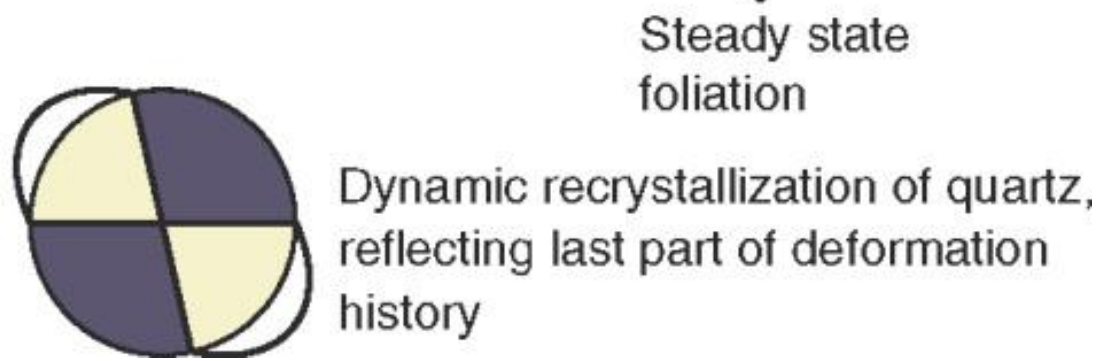 Steady state
foliation
Dynamic recrystallization of quartz,
reflecting last part of deformation
history